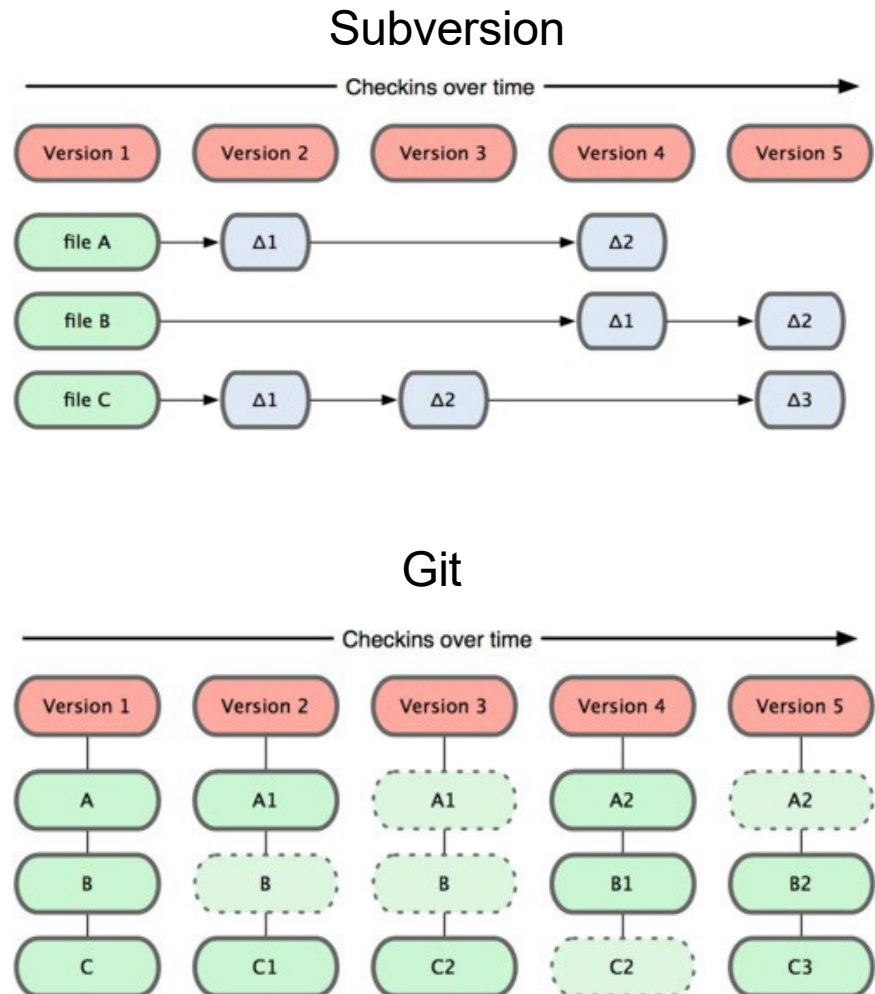 Subversion
Checkins over time
Version 1 Version 2 Version 3 Version 4 Version 5
file A Δ1 Δ2
file B Δ1 Δ2
file C Δ1 Δ2 Δ3
Git
Checkins over time
Version 1 Version 2 Version 3 Version 4 Version 5
A A1 A1 A2 A2
B B B B1 B2
C C1 C2 C2 C3